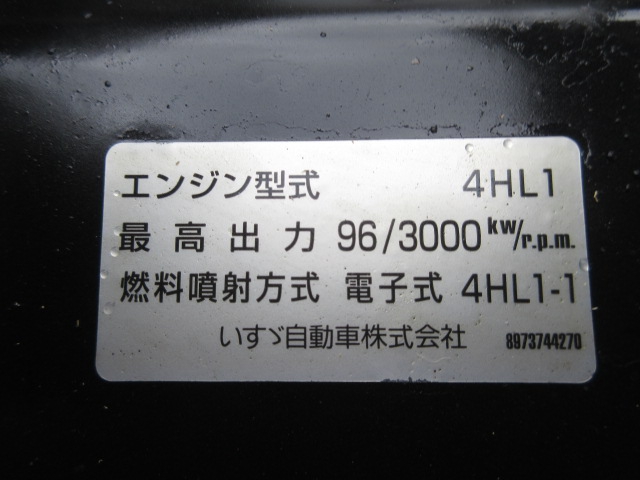 エンジン型式 4HL1
最高出力 96/3000 kw/r.p.m.
燃料噴射方式 電子式 4HL1-1
いすゞ自動車株式会社 8973744270